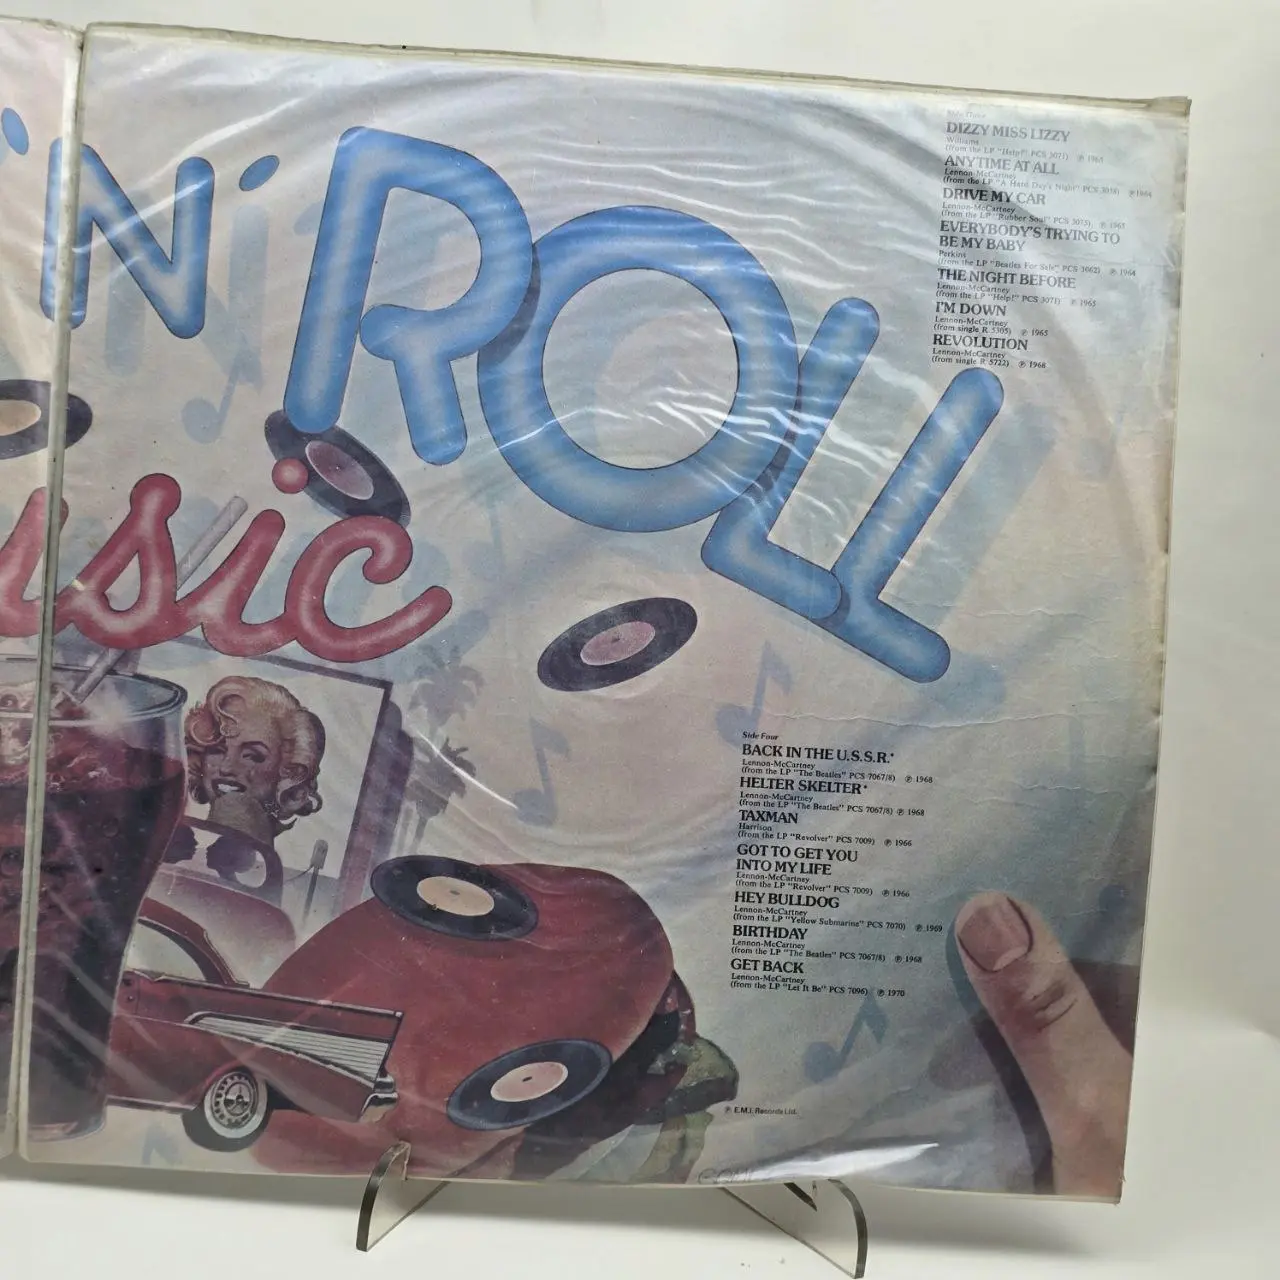 'N' ROLL
usic
Side Three
DIZZY MISS LIZZY
Williams
(from the LP "Help!" PCS 3071) ℗ 1965
ANY TIME AT ALL
Lennon-McCartney
(from the LP "A Hard Day's Night" PCS 3058) ℗ 1964
DRIVE MY CAR
Lennon-McCartney
(from the LP "Rubber Soul" PCS 3075) ℗ 1965
EVERYBODY'S TRYING TO
BE MY BABY
Perkins
(from the LP "Beatles For Sale" PCS 3062) ℗ 1964
THE NIGHT BEFORE
Lennon-McCartney
(from the LP "Help!" PCS 3071) ℗ 1965
I'M DOWN
Lennon-McCartney
(from single R 5305) ℗ 1965
REVOLUTION
Lennon-McCartney
(from single R 5722) ℗ 1968
Side Four
BACK IN THE U.S.S.R.*
Lennon-McCartney
(from the LP "The Beatles" PCS 7067/8) ℗ 1968
HELTER SKELTER*
Lennon-McCartney
(from the LP "The Beatles" PCS 7067/8) ℗ 1968
TAXMAN
Harrison
(from the LP "Revolver" PCS 7009) ℗ 1966
GOT TO GET YOU
INTO MY LIFE
Lennon-McCartney
(from the LP "Revolver" PCS 7009) ℗ 1966
HEY BULLDOG
Lennon-McCartney
(from the LP "Yellow Submarine" PCS 7070) ℗ 1969
BIRTHDAY
Lennon-McCartney
(from the LP "The Beatles" PCS 7067/8) ℗ 1968
GET BACK
Lennon-McCartney
(from the LP "Let It Be" PCS 7096) ℗ 1970
℗ E.M.I. Records Ltd.